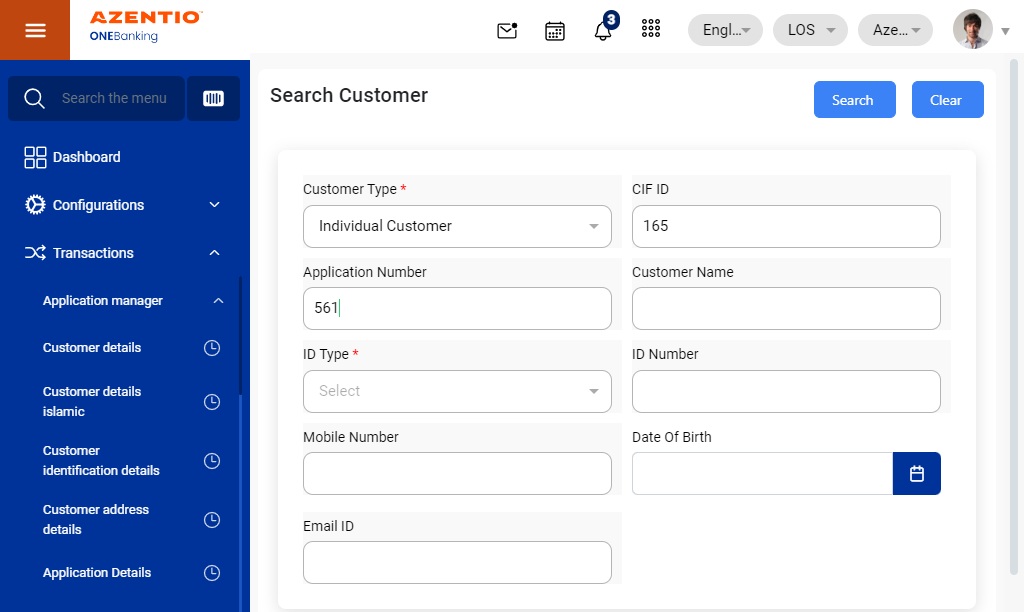 AZENTIO
ONEBanking
3
Engl...
LOS
Aze...
Search the menu
Dashboard
Configurations
Transactions
Application manager
Customer details
Customer details
islamic
Customer
identification details
Customer address
details
Application Details
Search Customer
Search
Clear
Customer Type *
CIF ID
Individual Customer
165
Application Number
Customer Name
561
ID Type *
ID Number
Select
Mobile Number
Date Of Birth
Email ID